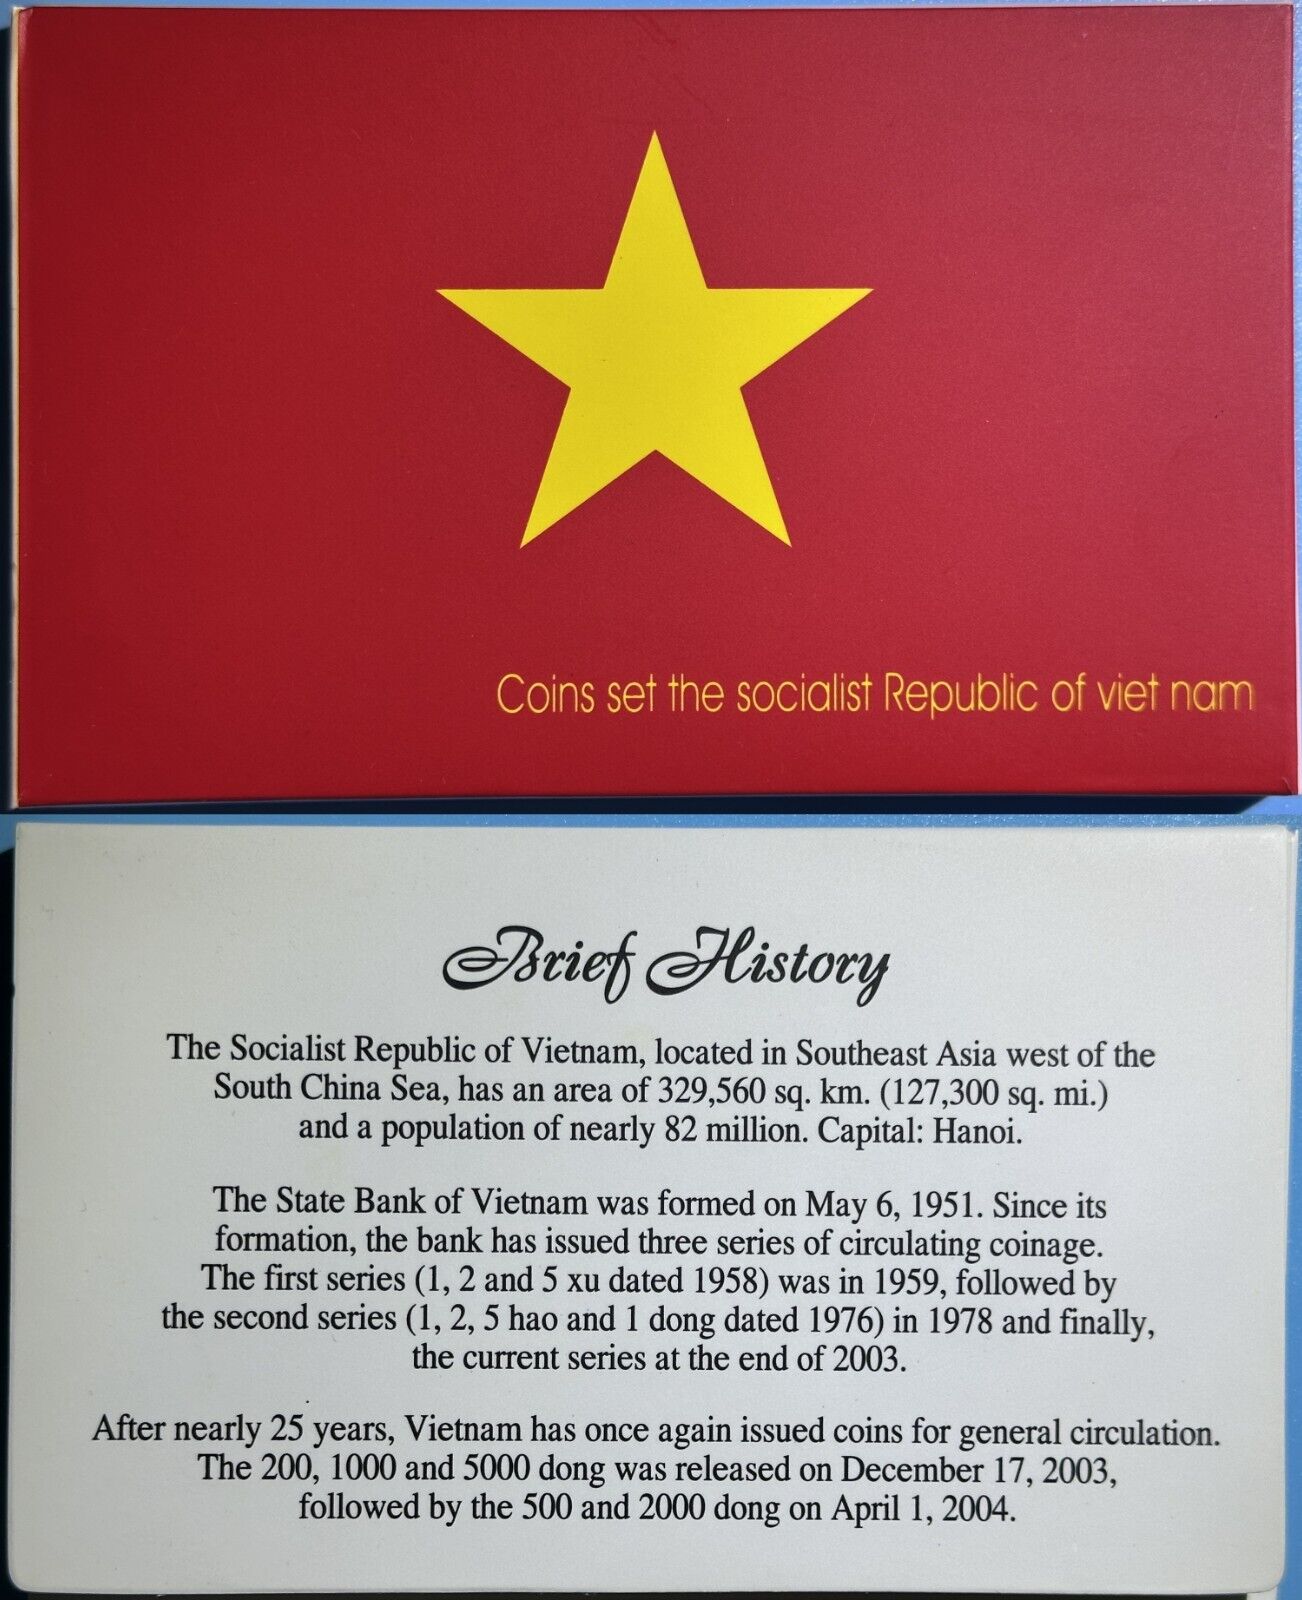 Coins set the socialist Republic of viet nam
Brief History
The Socialist Republic of Vietnam, located in Southeast Asia west of the
South China Sea, has an area of 329,560 sq. km. (127,300 sq. mi.)
and a population of nearly 82 million. Capital: Hanoi.
The State Bank of Vietnam was formed on May 6, 1951. Since its
formation, the bank has issued three series of circulating coinage.
The first series (1, 2 and 5 xu dated 1958) was in 1959, followed by
the second series (1, 2, 5 hao and 1 dong dated 1976) in 1978 and finally,
the current series at the end of 2003.
After nearly 25 years, Vietnam has once again issued coins for general circulation.
The 200, 1000 and 5000 dong was released on December 17, 2003,
followed by the 500 and 2000 dong on April 1, 2004.